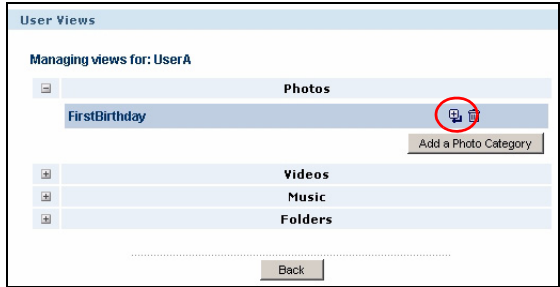 User Views
Managing views for: UserA
Photos
FirstBirthday
Add a Photo Category
Videos
Music
Folders
Back